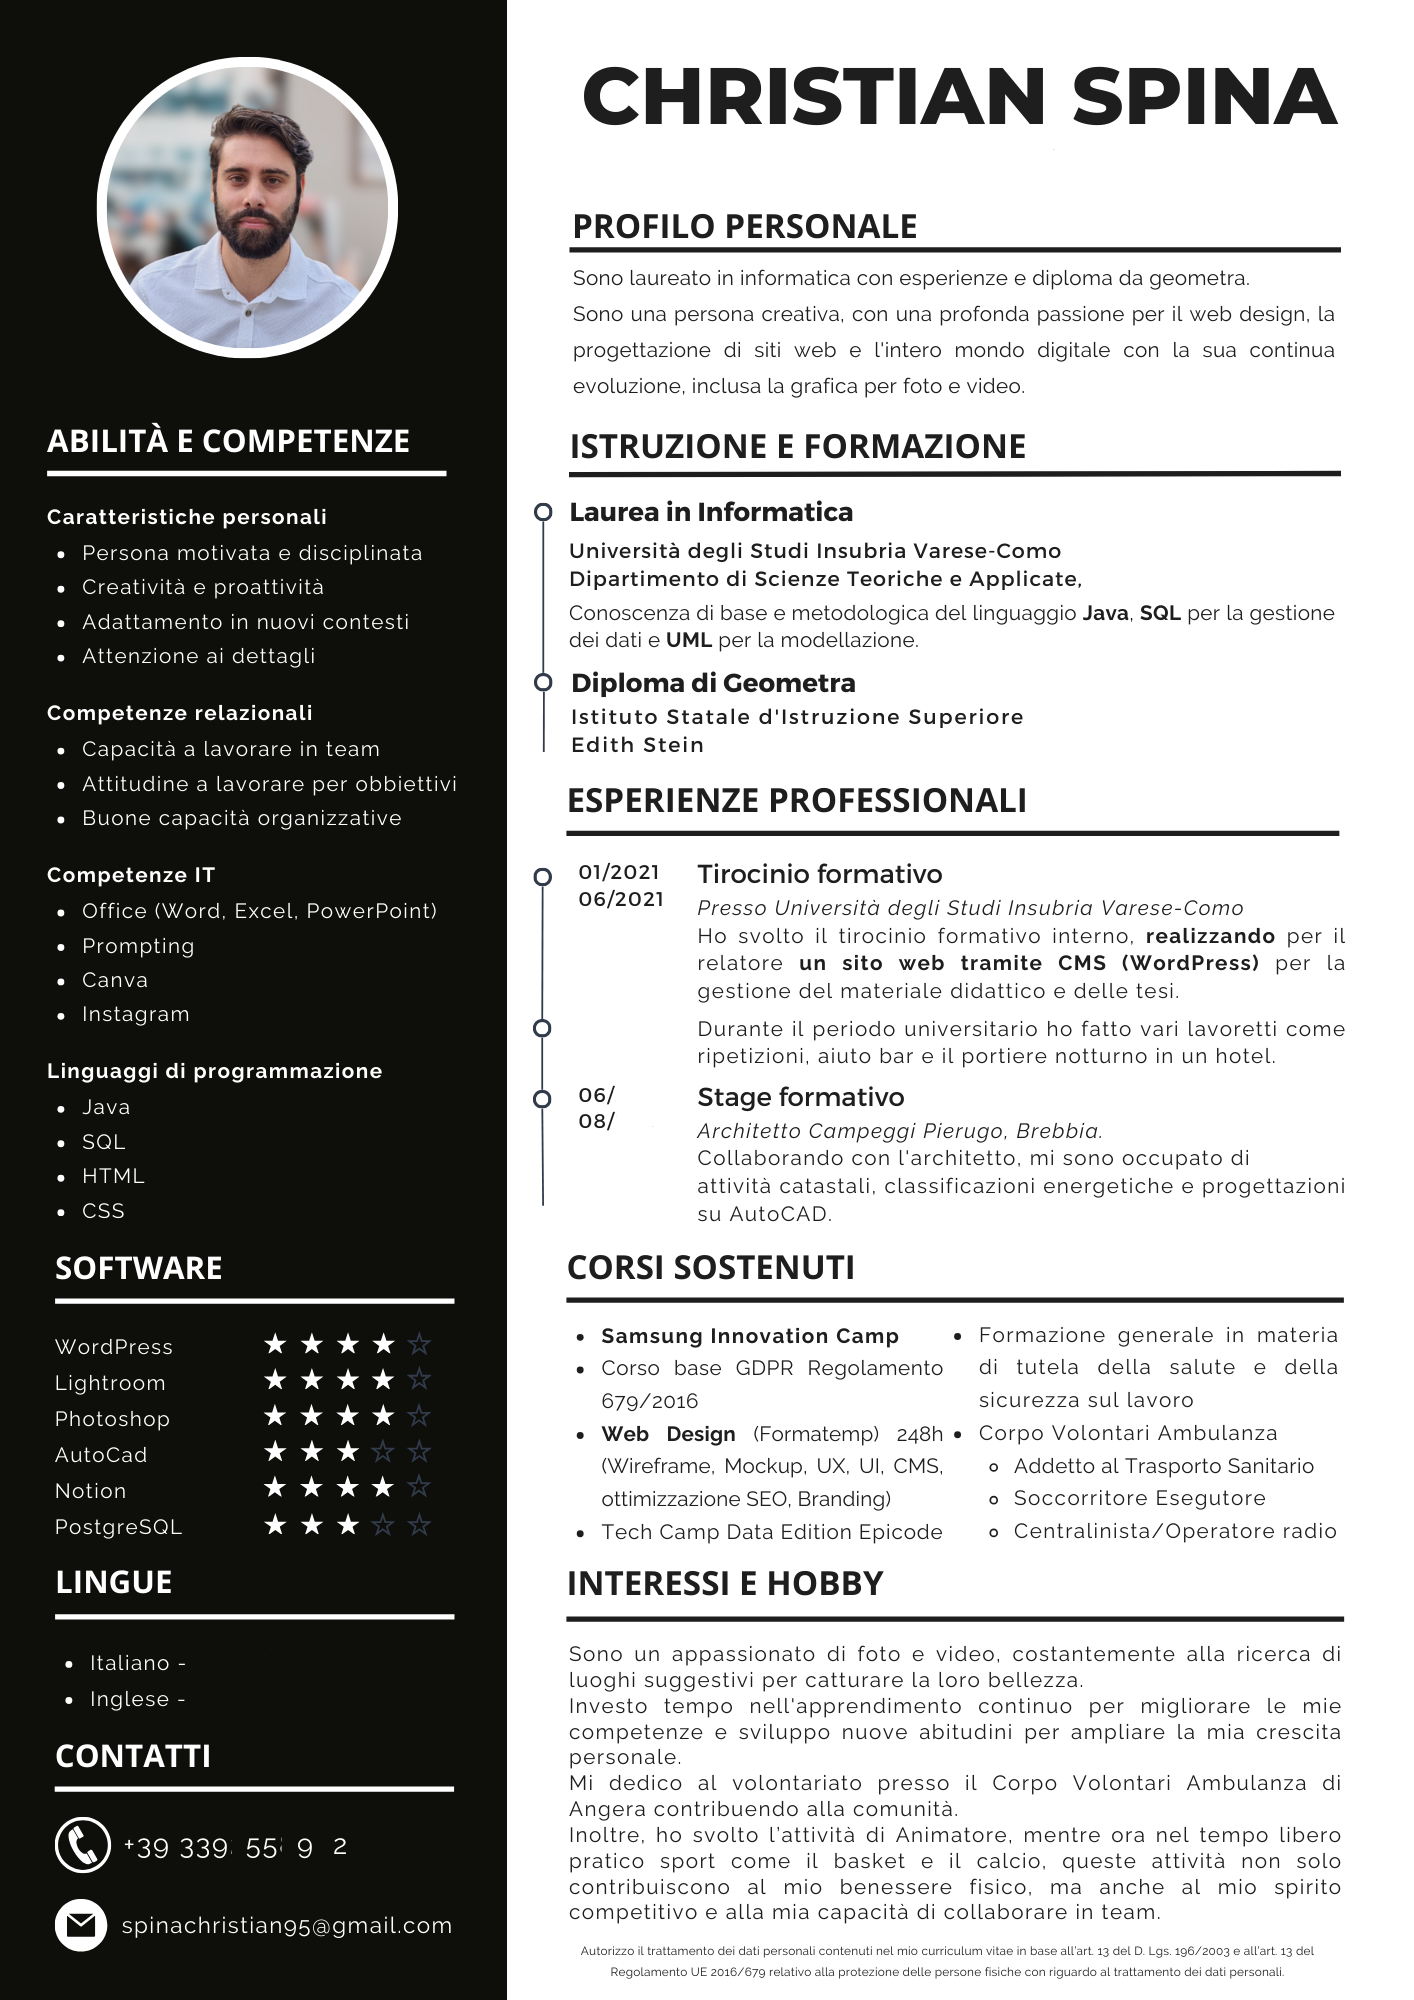 CHRISTIAN SPINA
ABILITÀ E COMPETENZE
Caratteristiche personali
Persona motivata e disciplinata
Creatività e proattività
Adattamento in nuovi contesti
Attenzione ai dettagli
Competenze relazionali
Capacità a lavorare in team
Attitudine a lavorare per obbiettivi
Buone capacità organizzative
Competenze IT
Office (Word, Excel, PowerPoint)
Prompting
Canva
Instagram
Linguaggi di programmazione
Java
SQL
HTML
CSS
SOFTWARE
WordPress
Lightroom
Photoshop
AutoCad
Notion
PostgreSQL
LINGUE
Italiano -
Inglese -
CONTATTI
+39 339 55 9 2
spinachristian95@gmail.com
PROFILO PERSONALE
Sono laureato in informatica con esperienze e diploma da geometra.
Sono una persona creativa, con una profonda passione per il web design, la
progettazione di siti web e l'intero mondo digitale con la sua continua
evoluzione, inclusa la grafica per foto e video.
ISTRUZIONE E FORMAZIONE
Laurea in Informatica
Università degli Studi Insubria Varese-Como
Dipartimento di Scienze Teoriche e Applicate,
Conoscenza di base e metodologica del linguaggio Java, SQL per la gestione
dei dati e UML per la modellazione.
Diploma di Geometra
Istituto Statale d'Istruzione Superiore
Edith Stein
ESPERIENZE PROFESSIONALI
01/2021
06/2021
Tirocinio formativo
Presso Università degli Studi Insubria Varese-Como
Ho svolto il tirocinio formativo interno, realizzando per il
relatore un sito web tramite CMS (WordPress) per la
gestione del materiale didattico e delle tesi.
Durante il periodo universitario ho fatto vari lavoretti come
ripetizioni, aiuto bar e il portiere notturno in un hotel.
06/
08/
Stage formativo
Architetto Campeggi Pierugo, Brebbia.
Collaborando con l'architetto, mi sono occupato di
attività catastali, classificazioni energetiche e progettazioni
su AutoCAD.
CORSI SOSTENUTI
Samsung Innovation Camp
Corso base GDPR Regolamento
679/2016
Web Design (Formatemp) 248h
(Wireframe, Mockup, UX, UI, CMS,
ottimizzazione SEO, Branding)
Tech Camp Data Edition Epicode
Formazione generale in materia
di tutela della salute e della
sicurezza sul lavoro
Corpo Volontari Ambulanza
Addetto al Trasporto Sanitario
Soccorritore Esegutore
Centralinista/Operatore radio
INTERESSI E HOBBY
Sono un appassionato di foto e video, costantemente alla ricerca di
luoghi suggestivi per catturare la loro bellezza.
Investo tempo nell'apprendimento continuo per migliorare le mie
competenze e sviluppo nuove abitudini per ampliare la mia crescita
personale.
Mi dedico al volontariato presso il Corpo Volontari Ambulanza di
Angera contribuendo alla comunità.
Inoltre, ho svolto l'attività di Animatore, mentre ora nel tempo libero
pratico sport come il basket e il calcio, queste attività non solo
contribuiscono al mio benessere fisico, ma anche al mio spirito
competitivo e alla mia capacità di collaborare in team.
Autorizzo il trattamento dei dati personali contenuti nel mio curriculum vitae in base all'art. 13 del D. Lgs. 196/2003 e all'art. 13 del
Regolamento UE 2016/679 relativo alla protezione delle persone fisiche con riguardo al trattamento dei dati personali.